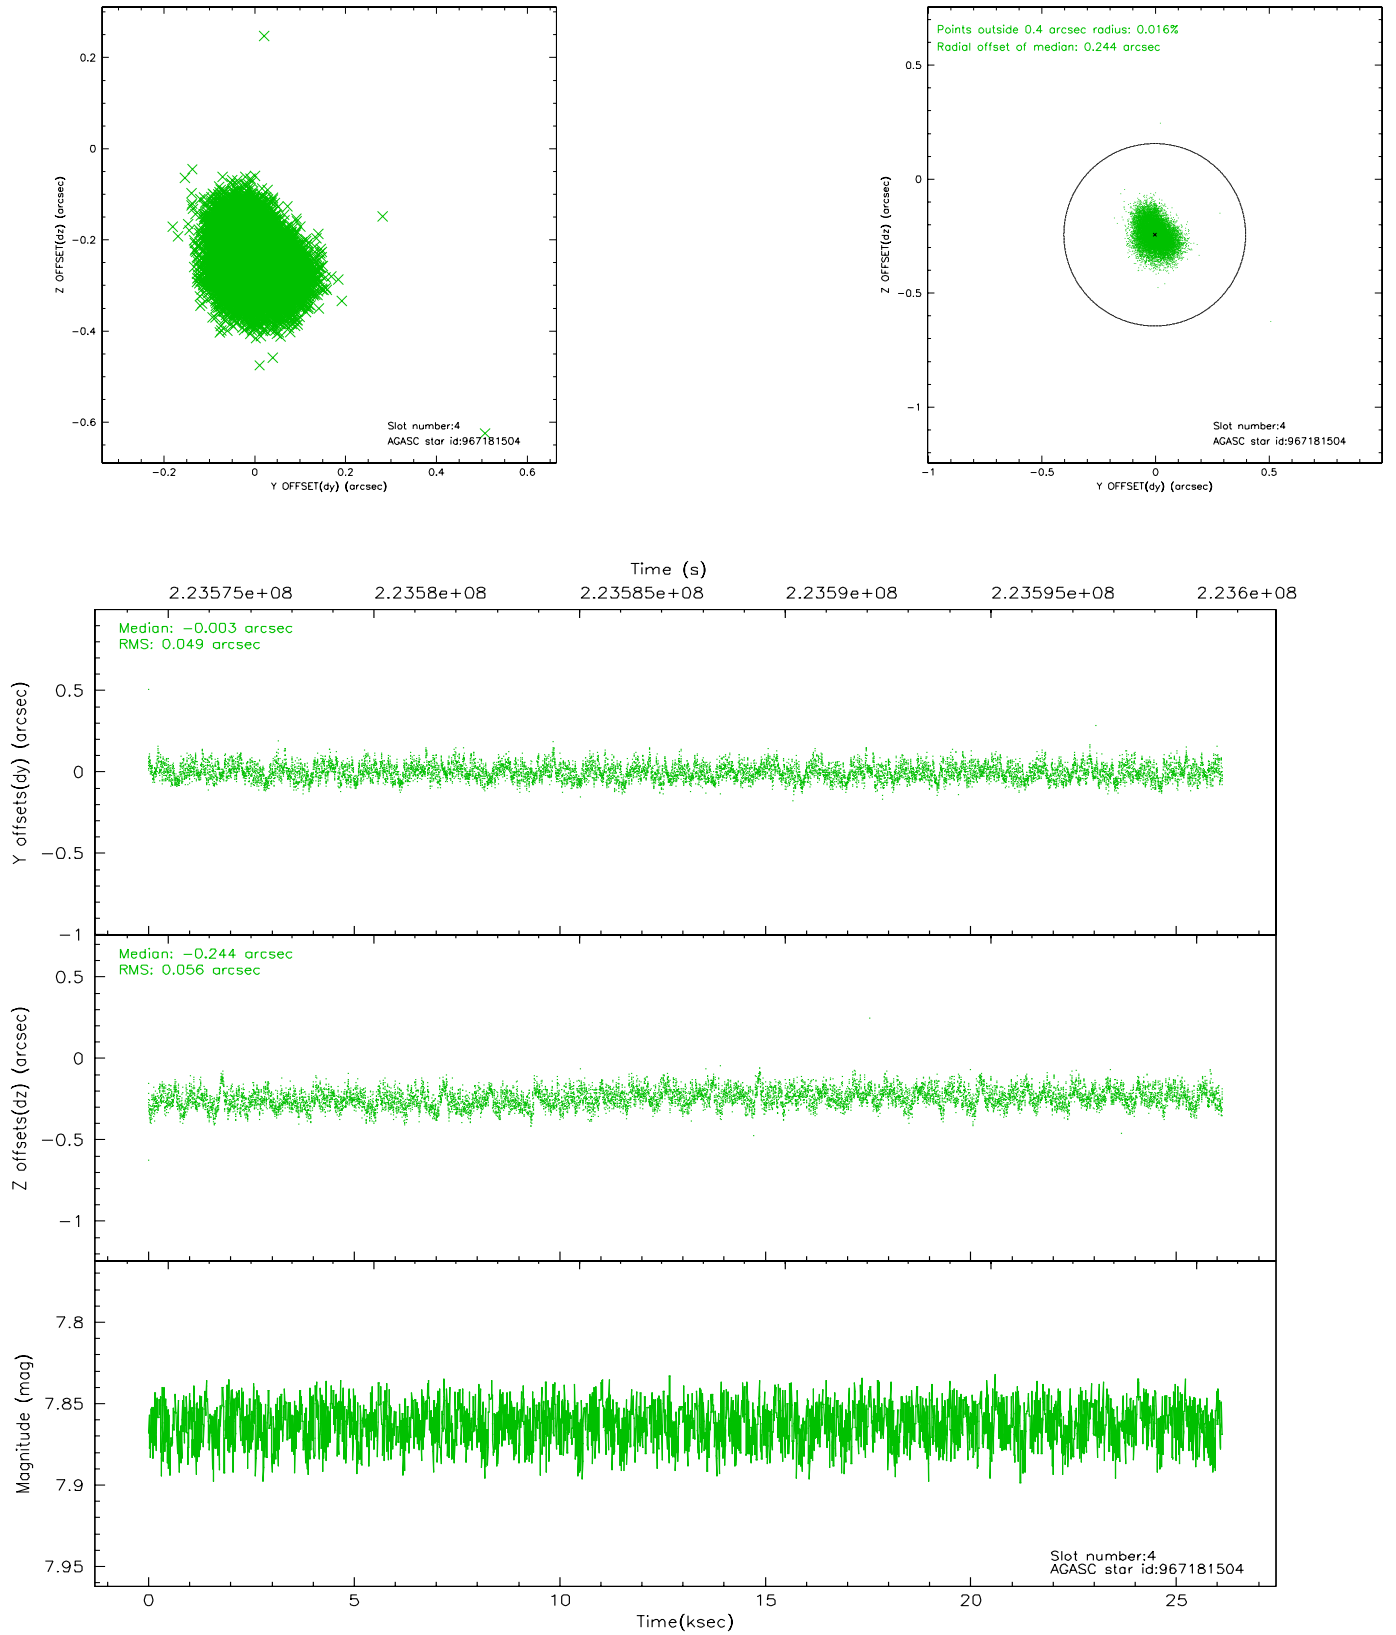 0.2
0
-0.2
-0.4
-0.6
Z OFFSET(dz) (arcsec)
Slot number:4
AGASC star id:967181504
-0.2 0 0.2 0.4 0.6
Y OFFSET(dy) (arcsec)
Points outside 0.4 arcsec radius: 0.016%
Radial offset of median: 0.244 arcsec
0.5
0
-0.5
-1
Z OFFSET(dz) (arcsec)
Slot number:4
AGASC star id:967181504
-1 -0.5 0 0.5
Y OFFSET(dy) (arcsec)
Time (s)
2.23575e+08 2.2358e+08 2.23585e+08 2.2359e+08 2.23595e+08 2.236e+08
Median: -0.003 arcsec
RMS: 0.049 arcsec
0.5
0
-0.5
-1
Y offsets(dy) (arcsec)
Median: -0.244 arcsec
RMS: 0.056 arcsec
0.5
0
-0.5
-1
Z offsets(dz) (arcsec)
7.8
7.85
7.9
7.95
Magnitude (mag)
Slot number:4
AGASC star id:967181504
0 5 10 15 20 25
Time(ksec)